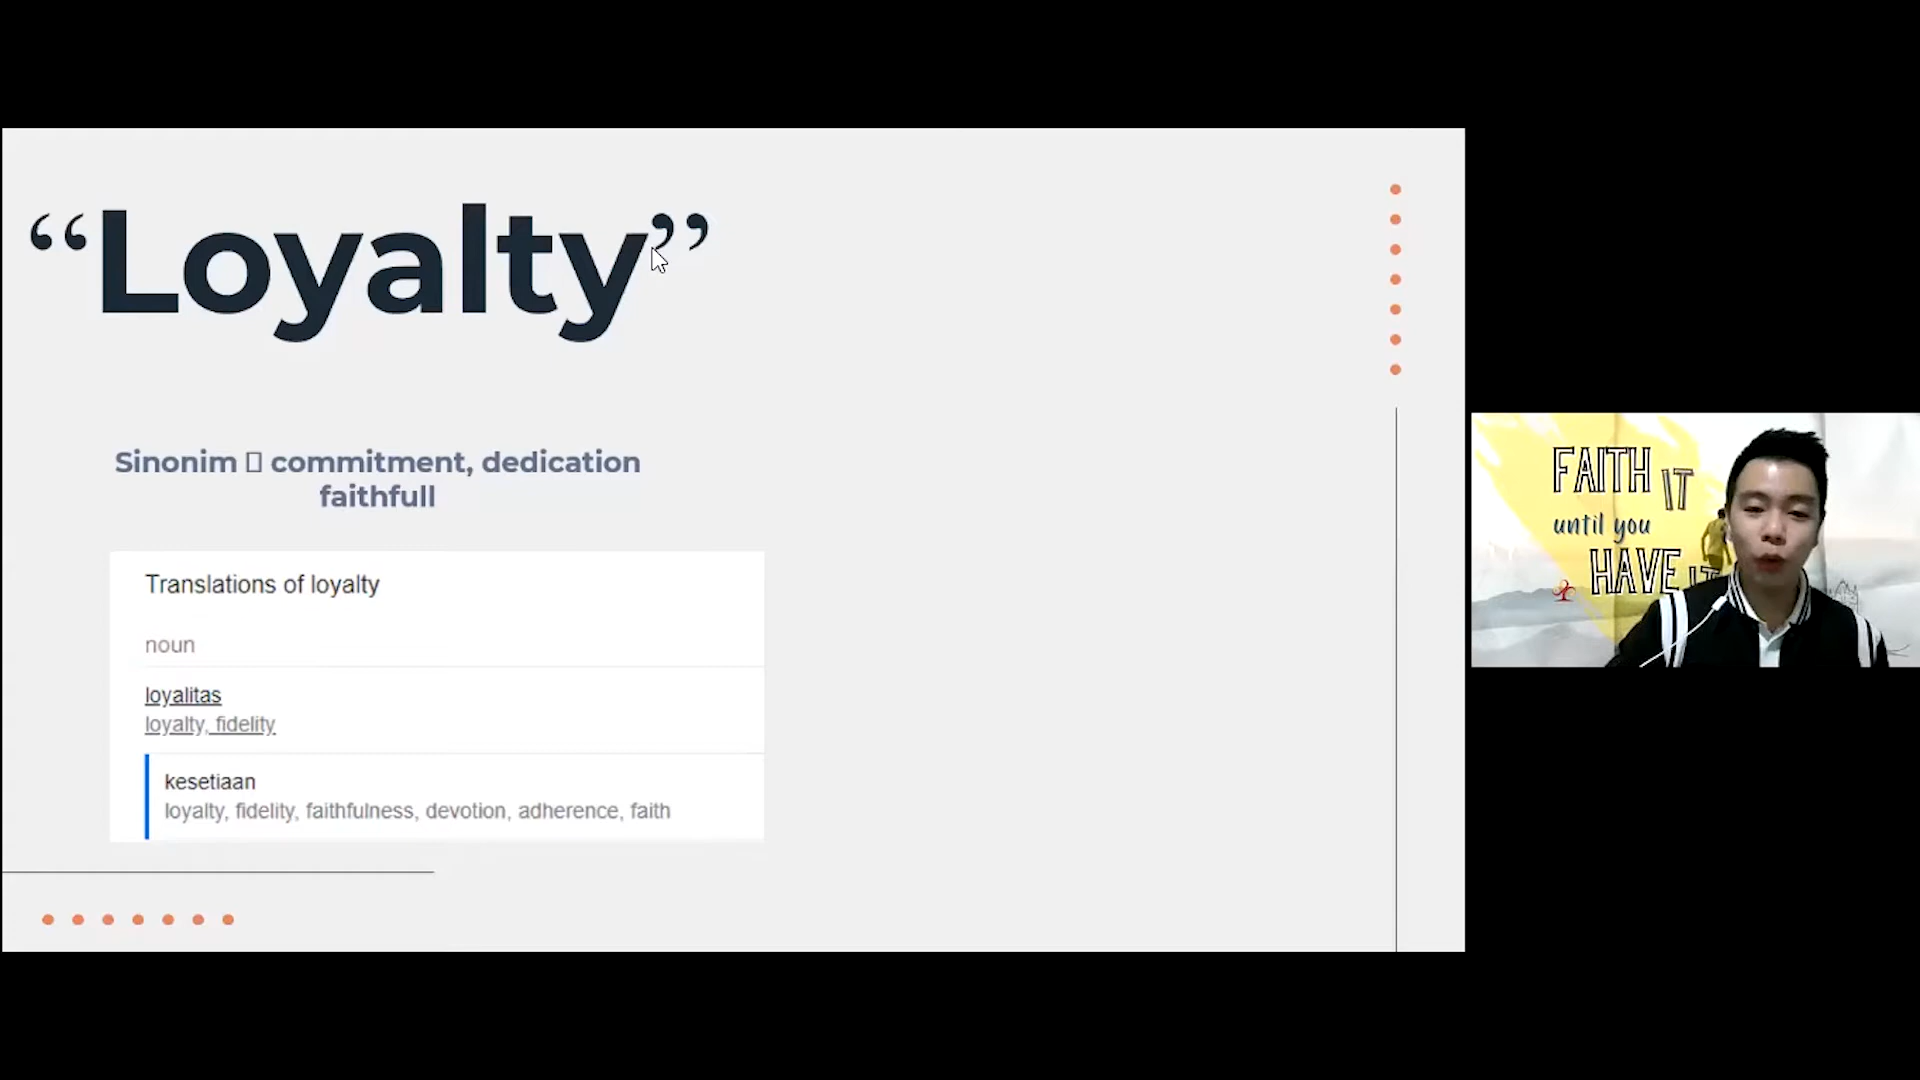 “Loyalty”
Sinonim  commitment, dedication
faithfull
Translations of loyalty
noun
loyalitas
loyalty, fidelity
kesetiaan
loyalty, fidelity, faithfulness, devotion, adherence, faith
FAITH IT
until you
HAVE IT